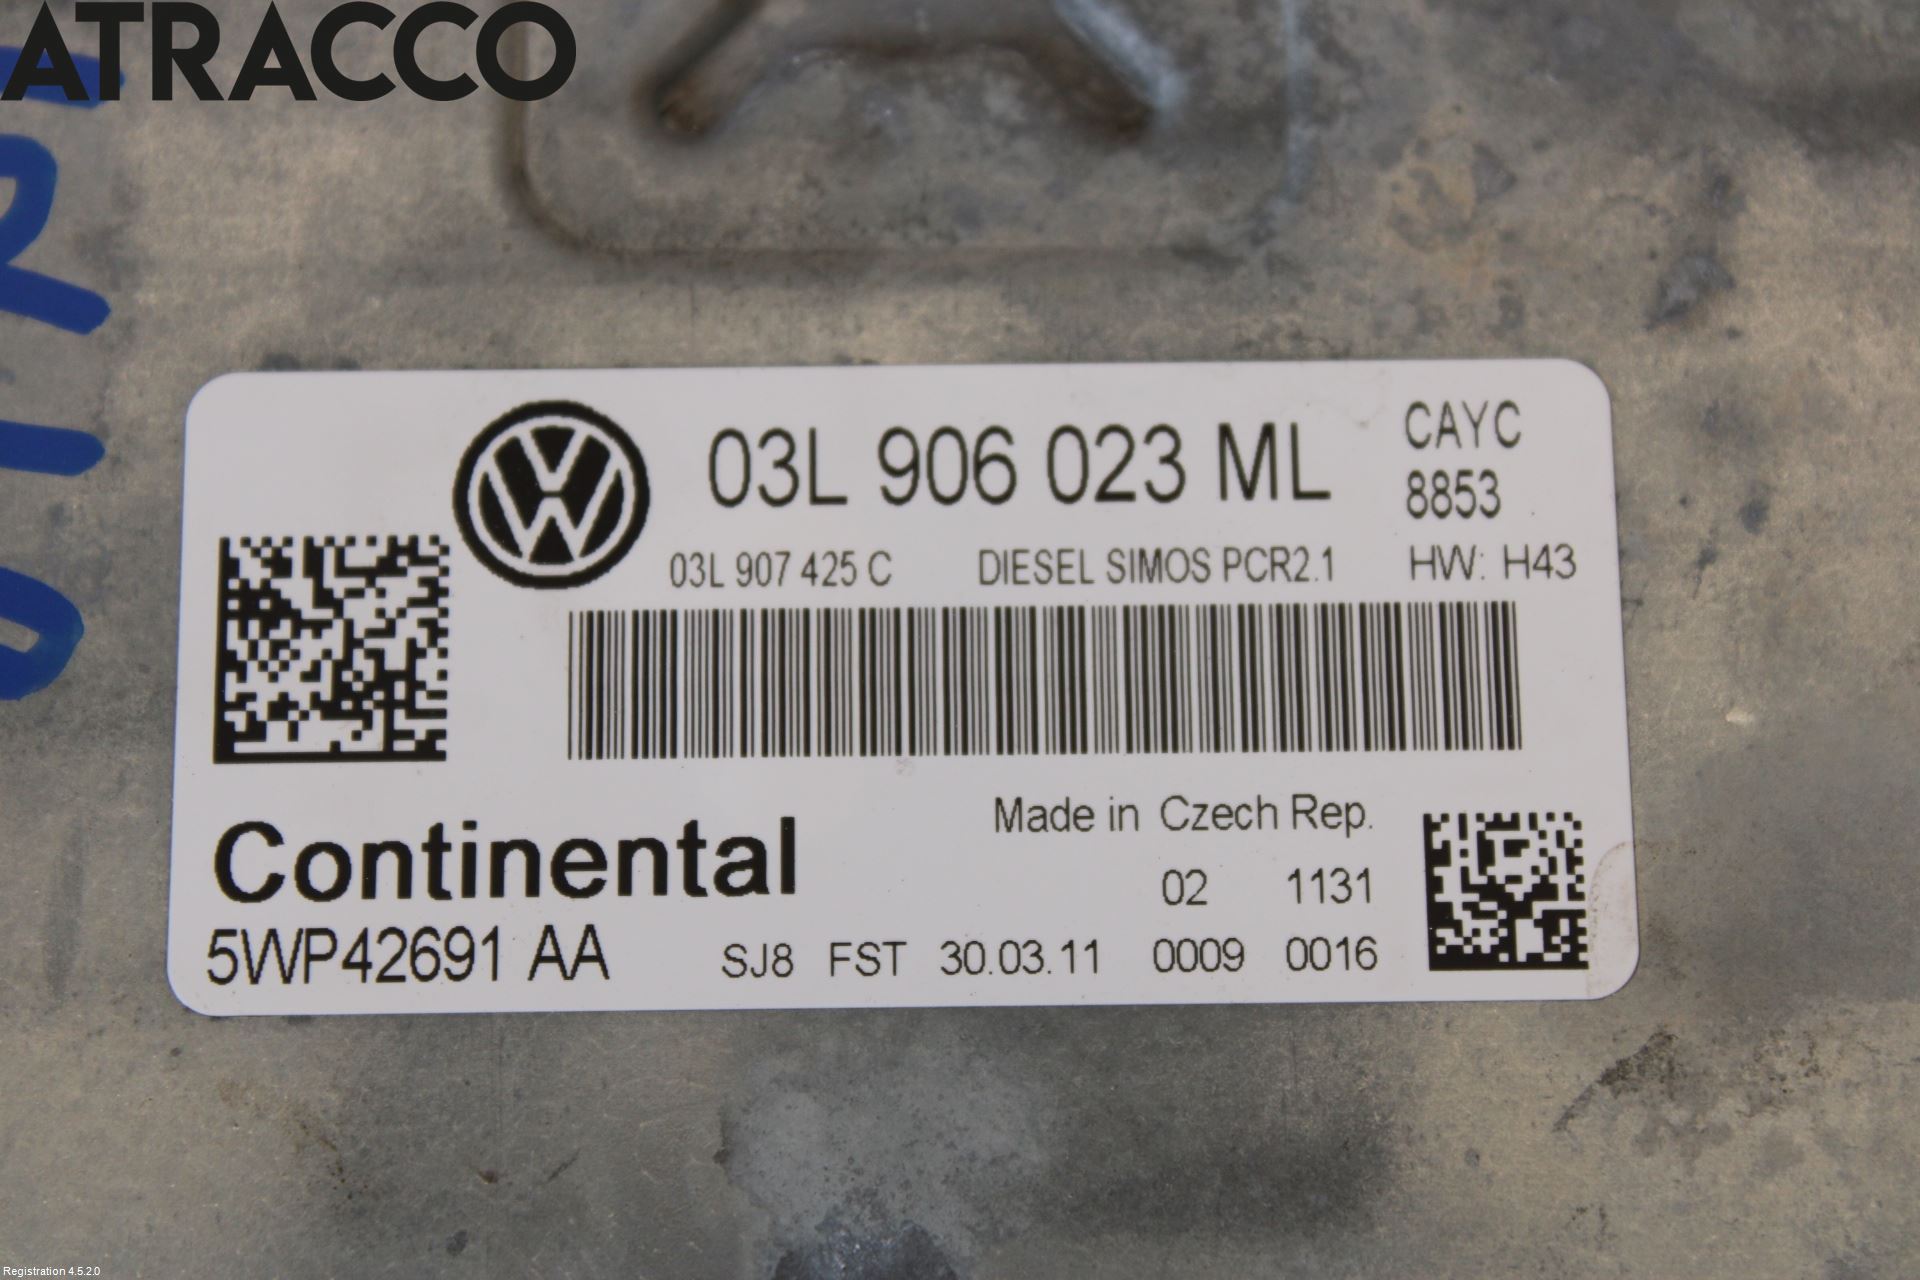 ATRACCO
03L 906 023 ML
CAYC
8853
03L 907 425 C DIESEL SIMOS PCR2.1 HW: H43
Continental
Made in Czech Rep.
02 1131
5WP42691 AA SJ8 FST 30.03.11 0009 0016
Registration 4.5.2.0